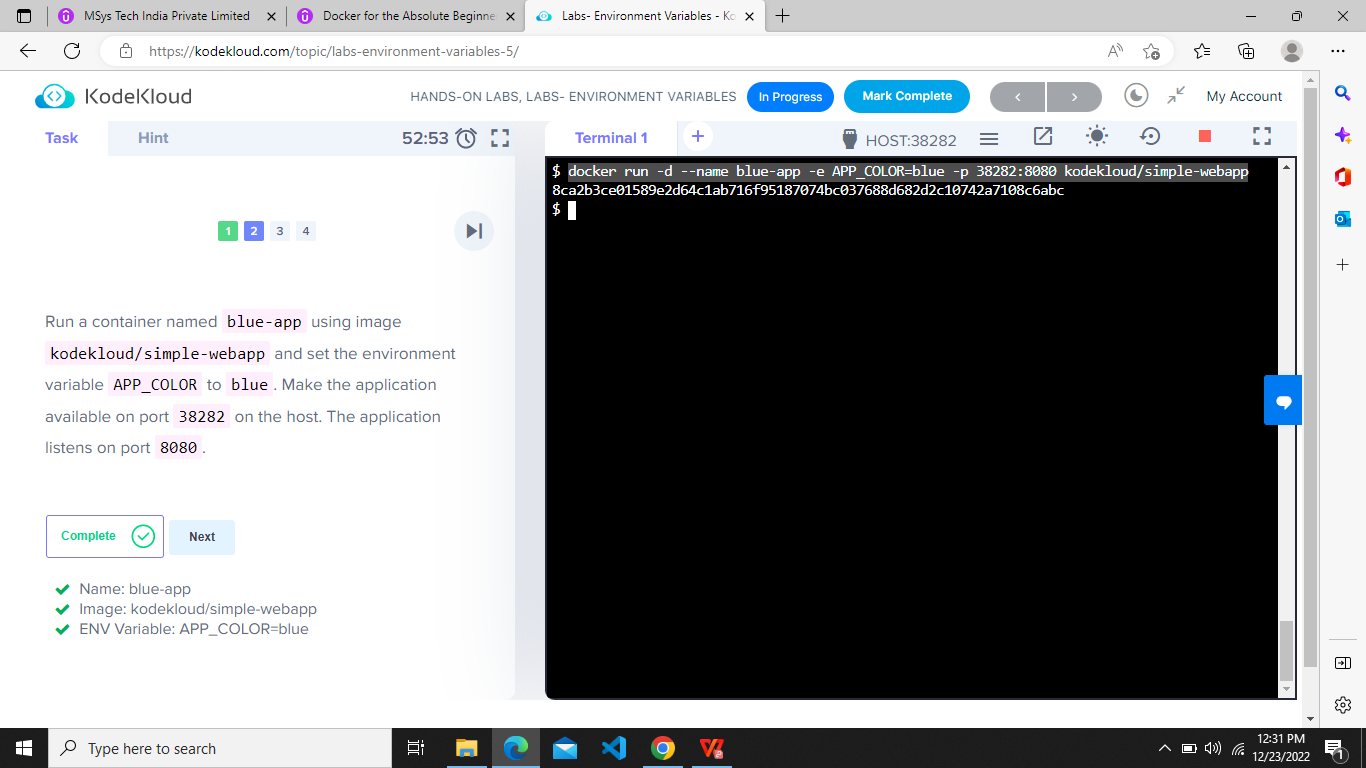 MSys Tech India Private Limited
Docker for the Absolute Beginne
Labs- Environment Variables - Ko
https://kodekloud.com/topic/labs-environment-variables-5/
KodeKloud
HANDS-ON LABS, LABS- ENVIRONMENT VARIABLES
In Progress
Mark Complete
My Account
Task
Hint
52:53
Terminal 1
+
HOST:38282
$ docker run -d --name blue-app -e APP_COLOR=blue -p 38282:8080 kodekloud/simple-webapp
8ca2b3ce01589e2d64c1ab716f95187074bc037688d682d2c10742a7108c6abc
$
1 2 3 4
Run a container named blue-app using image
kodekloud/simple-webapp and set the environment
variable APP_COLOR to blue. Make the application
available on port 38282 on the host. The application
listens on port 8080.
Complete
Next
Name: blue-app
Image: kodekloud/simple-webapp
ENV Variable: APP_COLOR=blue
Type here to search
12:31 PM
12/23/2022
1